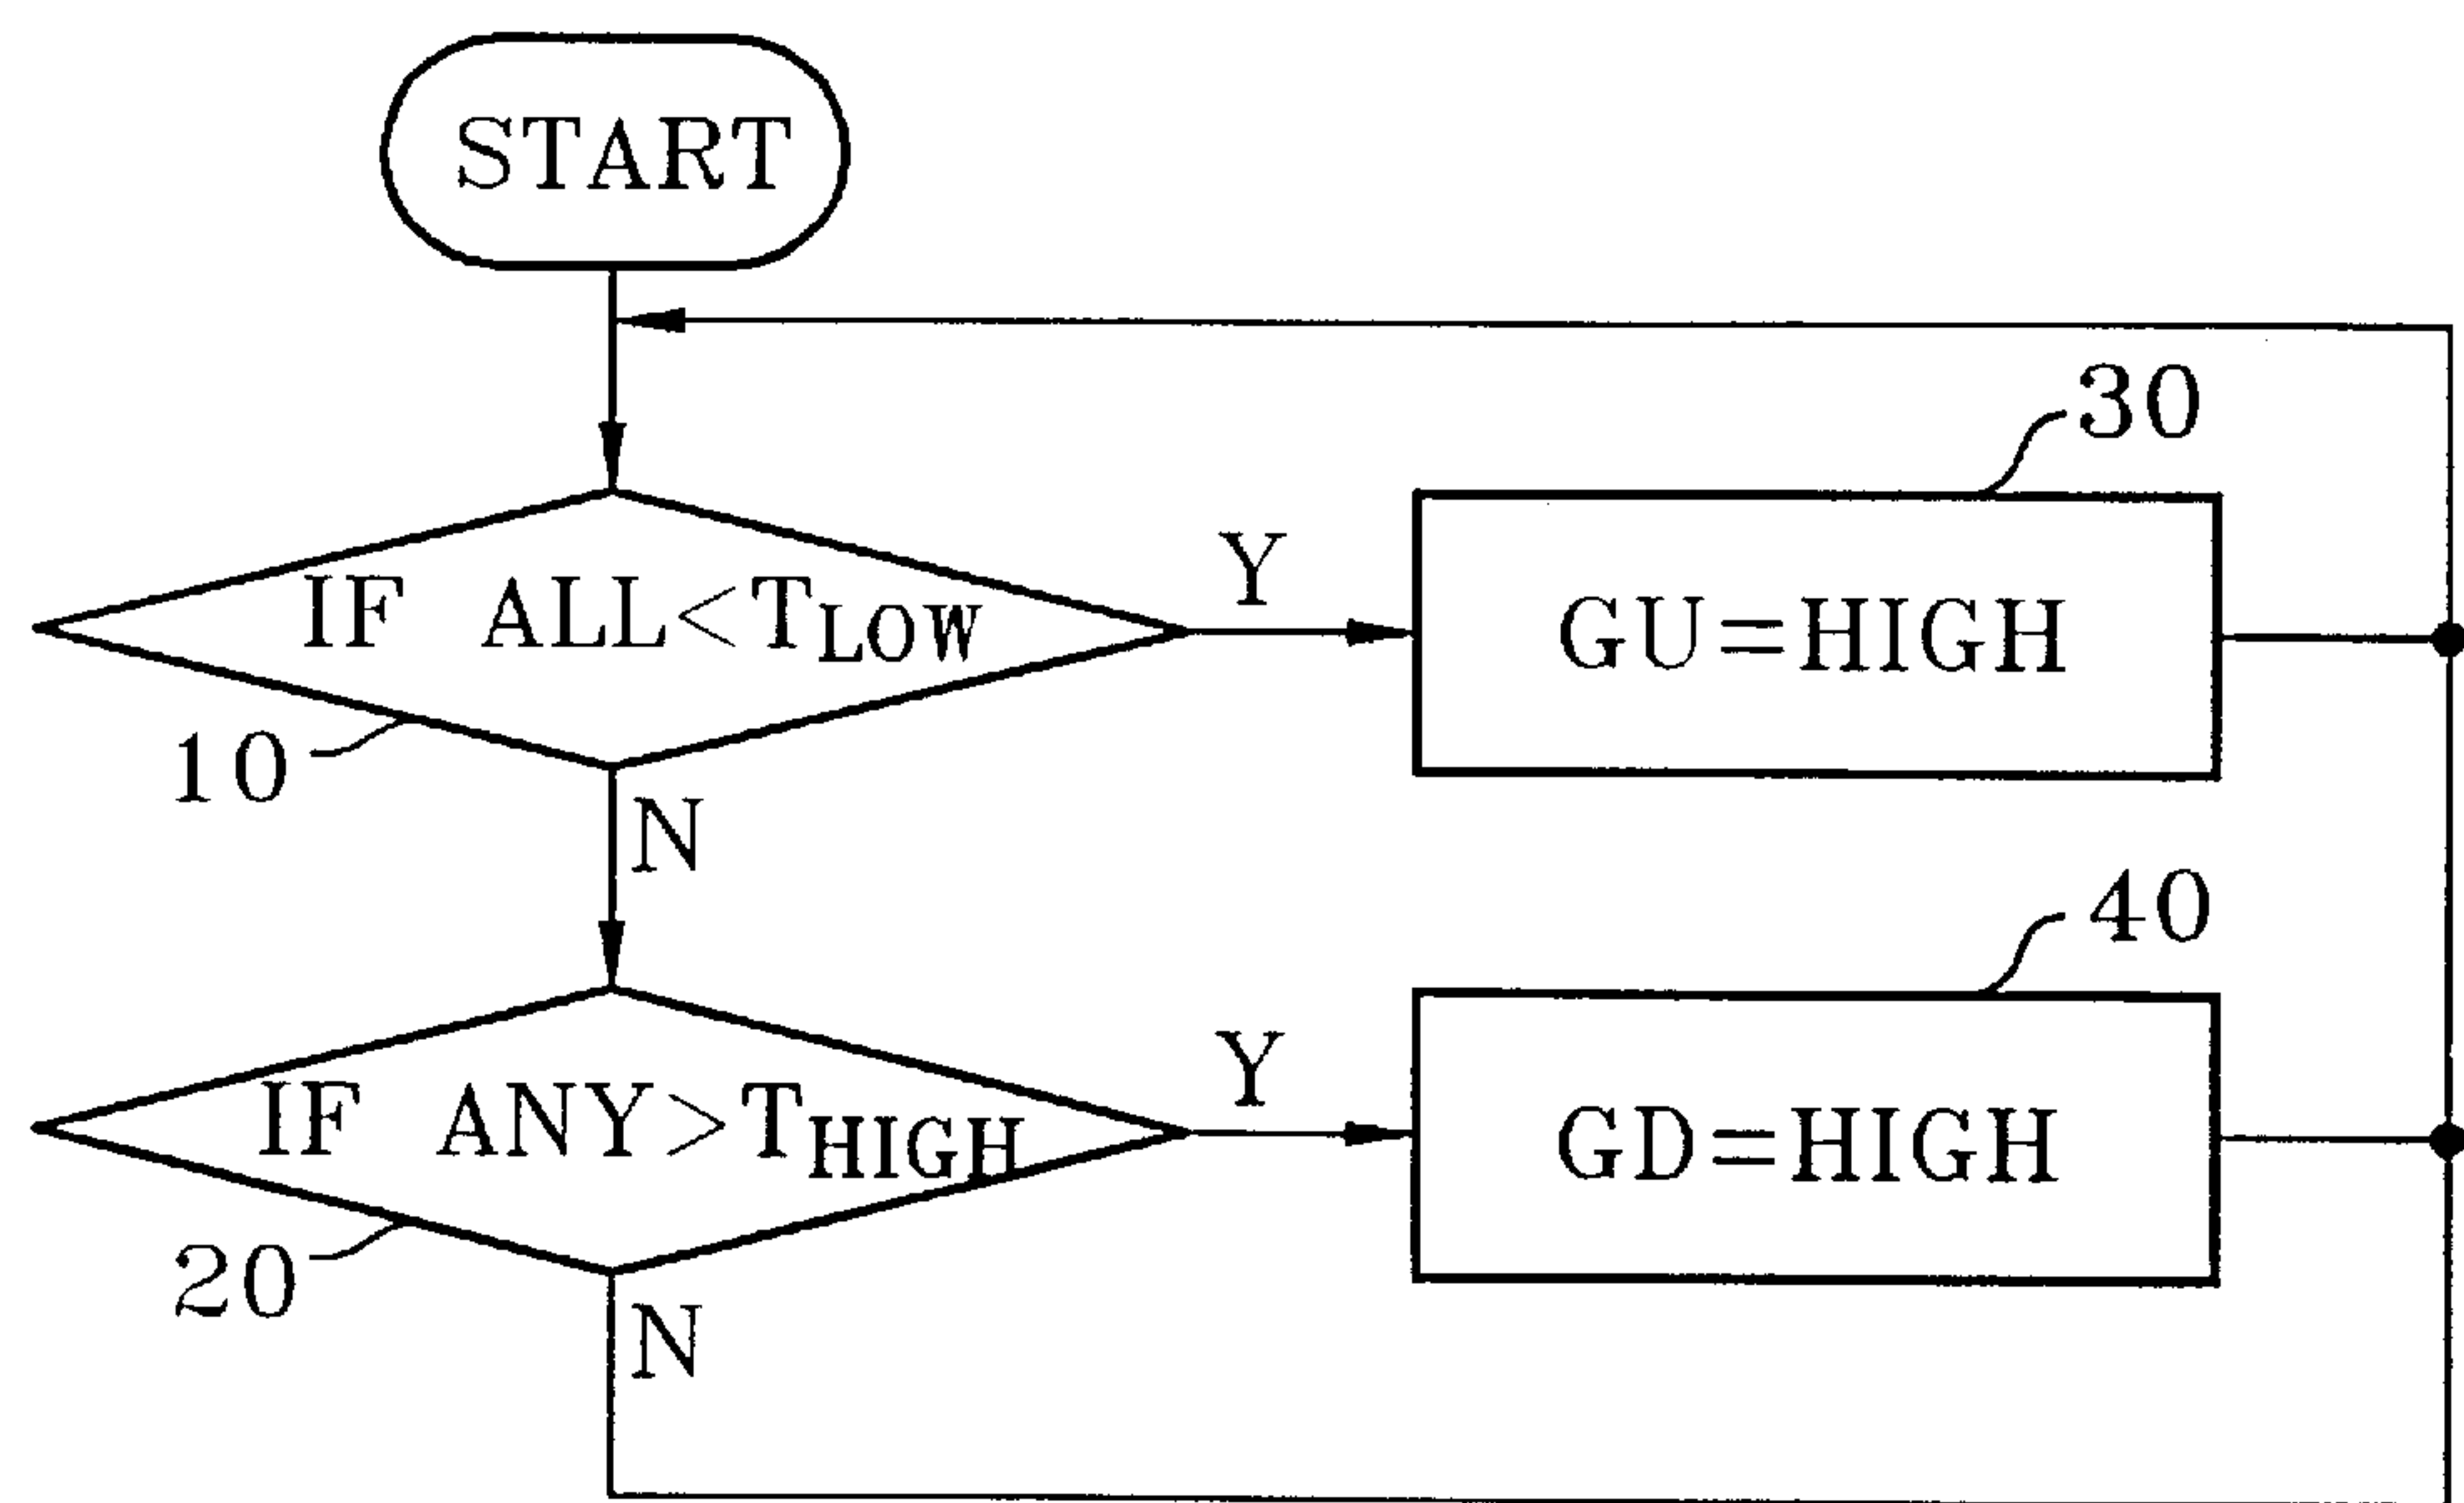 START
30
Y
IF ALL<TLOW
GU=HIGH
10
N
40
Y
IF ANY>THIGH
GD=HIGH
20
N